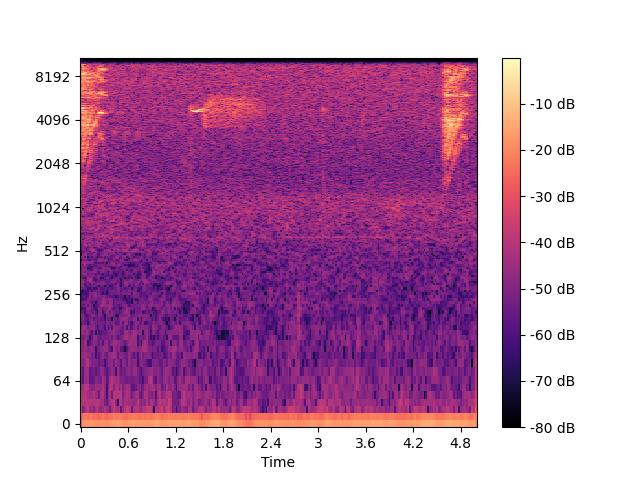 8192
4096
2048
1024
512
256
128
64
0
Hz
0 0.6 1.2 1.8 2.4 3 3.6 4.2 4.8
Time
-10 dB
-20 dB
-30 dB
-40 dB
-50 dB
-60 dB
-70 dB
-80 dB